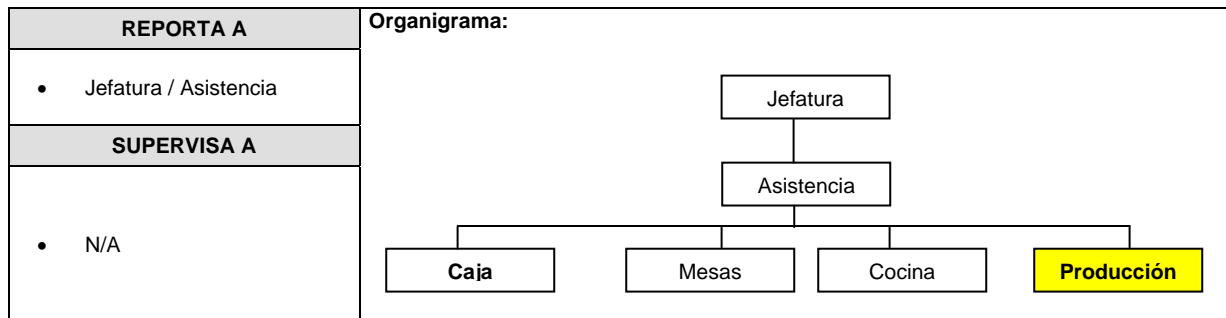 REPORTA A
• Jefatura / Asistencia
SUPERVISA A
• N/A
Organigrama:
Jefatura
Asistencia
Caja
Mesas
Cocina
Producción